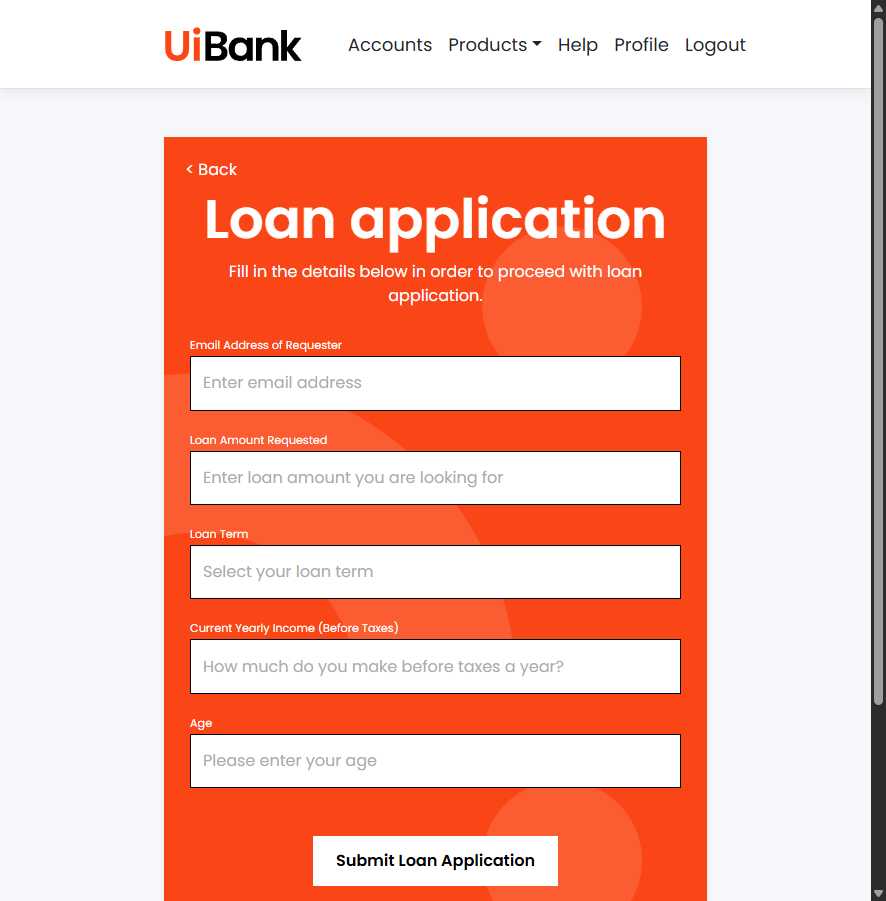 UiBank
Accounts Products Help Profile Logout
< Back
Loan application
Fill in the details below in order to proceed with loan
application.
Email Address of Requester
Enter email address
Loan Amount Requested
Enter loan amount you are looking for
Loan Term
Select your loan term
Current Yearly Income (Before Taxes)
How much do you make before taxes a year?
Age
Please enter your age
Submit Loan Application